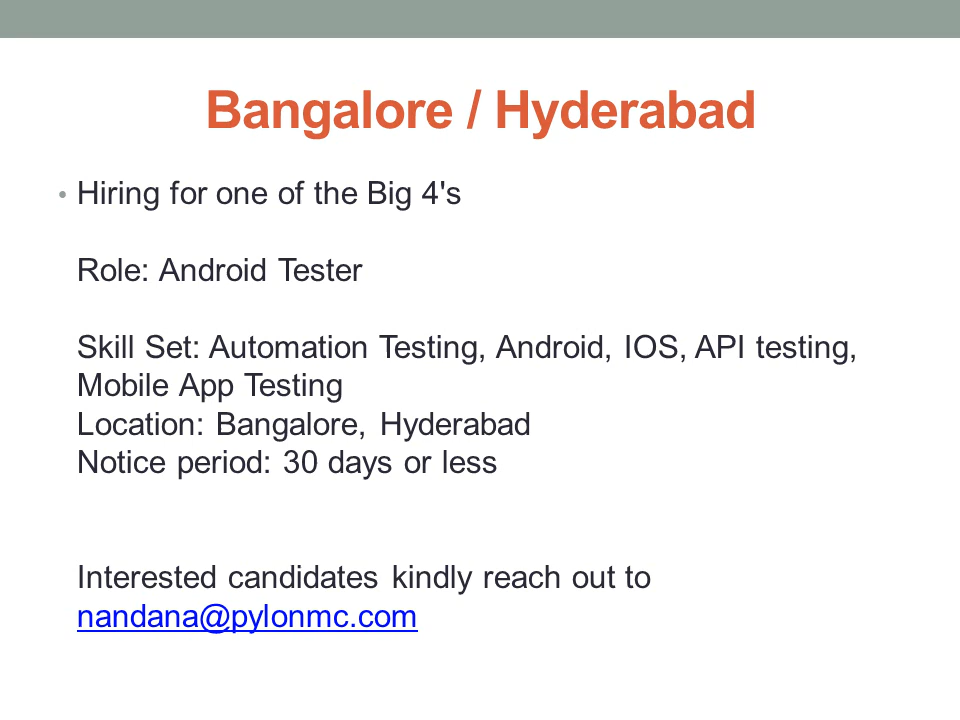 Bangalore / Hyderabad
• Hiring for one of the Big 4's
Role: Android Tester
Skill Set: Automation Testing, Android, IOS, API testing,
Mobile App Testing
Location: Bangalore, Hyderabad
Notice period: 30 days or less
Interested candidates kindly reach out to
nandana@pylonmc.com